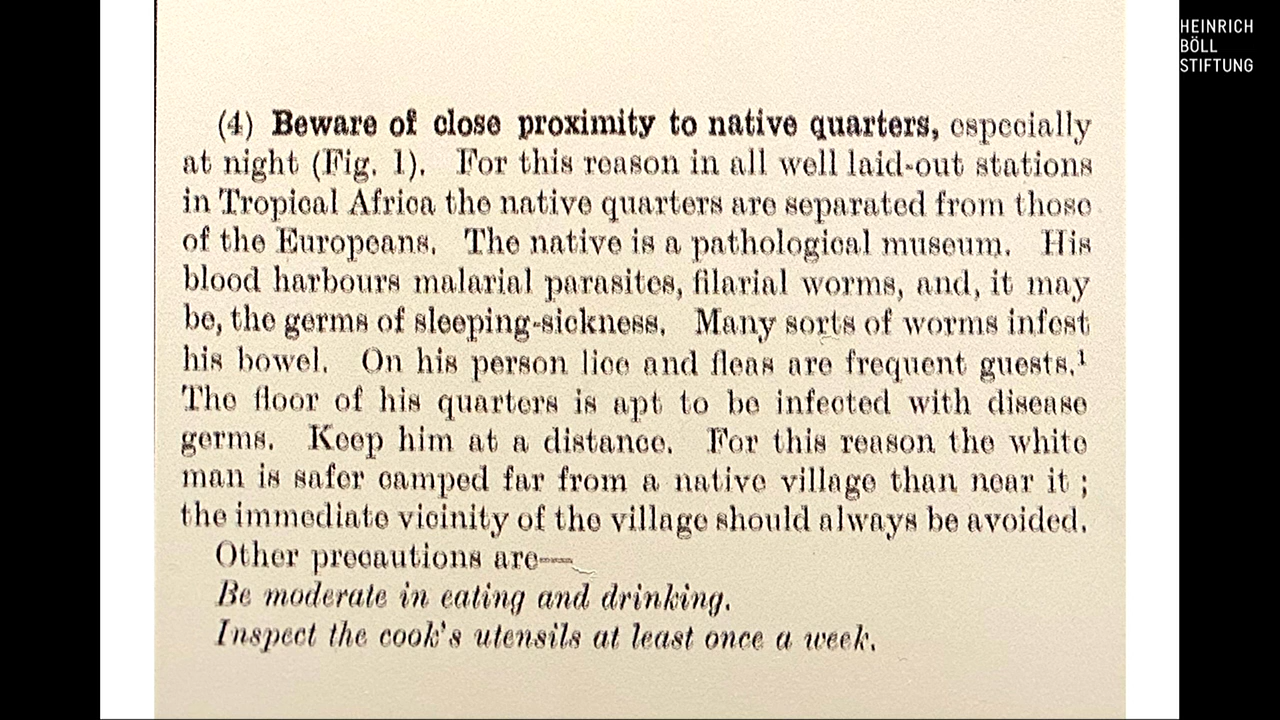 HEINRICH
BÖLL
STIFTUNG
(4) Beware of close proximity to native quarters, especially
at night (Fig. 1). For this reason in all well laid-out stations
in Tropical Africa the native quarters are separated from those
of the Europeans. The native is a pathological museum. His
blood harbours malarial parasites, filarial worms, and, it may
be, the germs of sleeping-sickness. Many sorts of worms infest
his bowel. On his person lice and fleas are frequent guests.¹
The floor of his quarters is apt to be infected with disease
germs. Keep him at a distance. For this reason the white
man is safer camped far from a native village than near it ;
the immediate vicinity of the village should always be avoided.
Other precautions are—
Be moderate in eating and drinking.
Inspect the cook's utensils at least once a week.